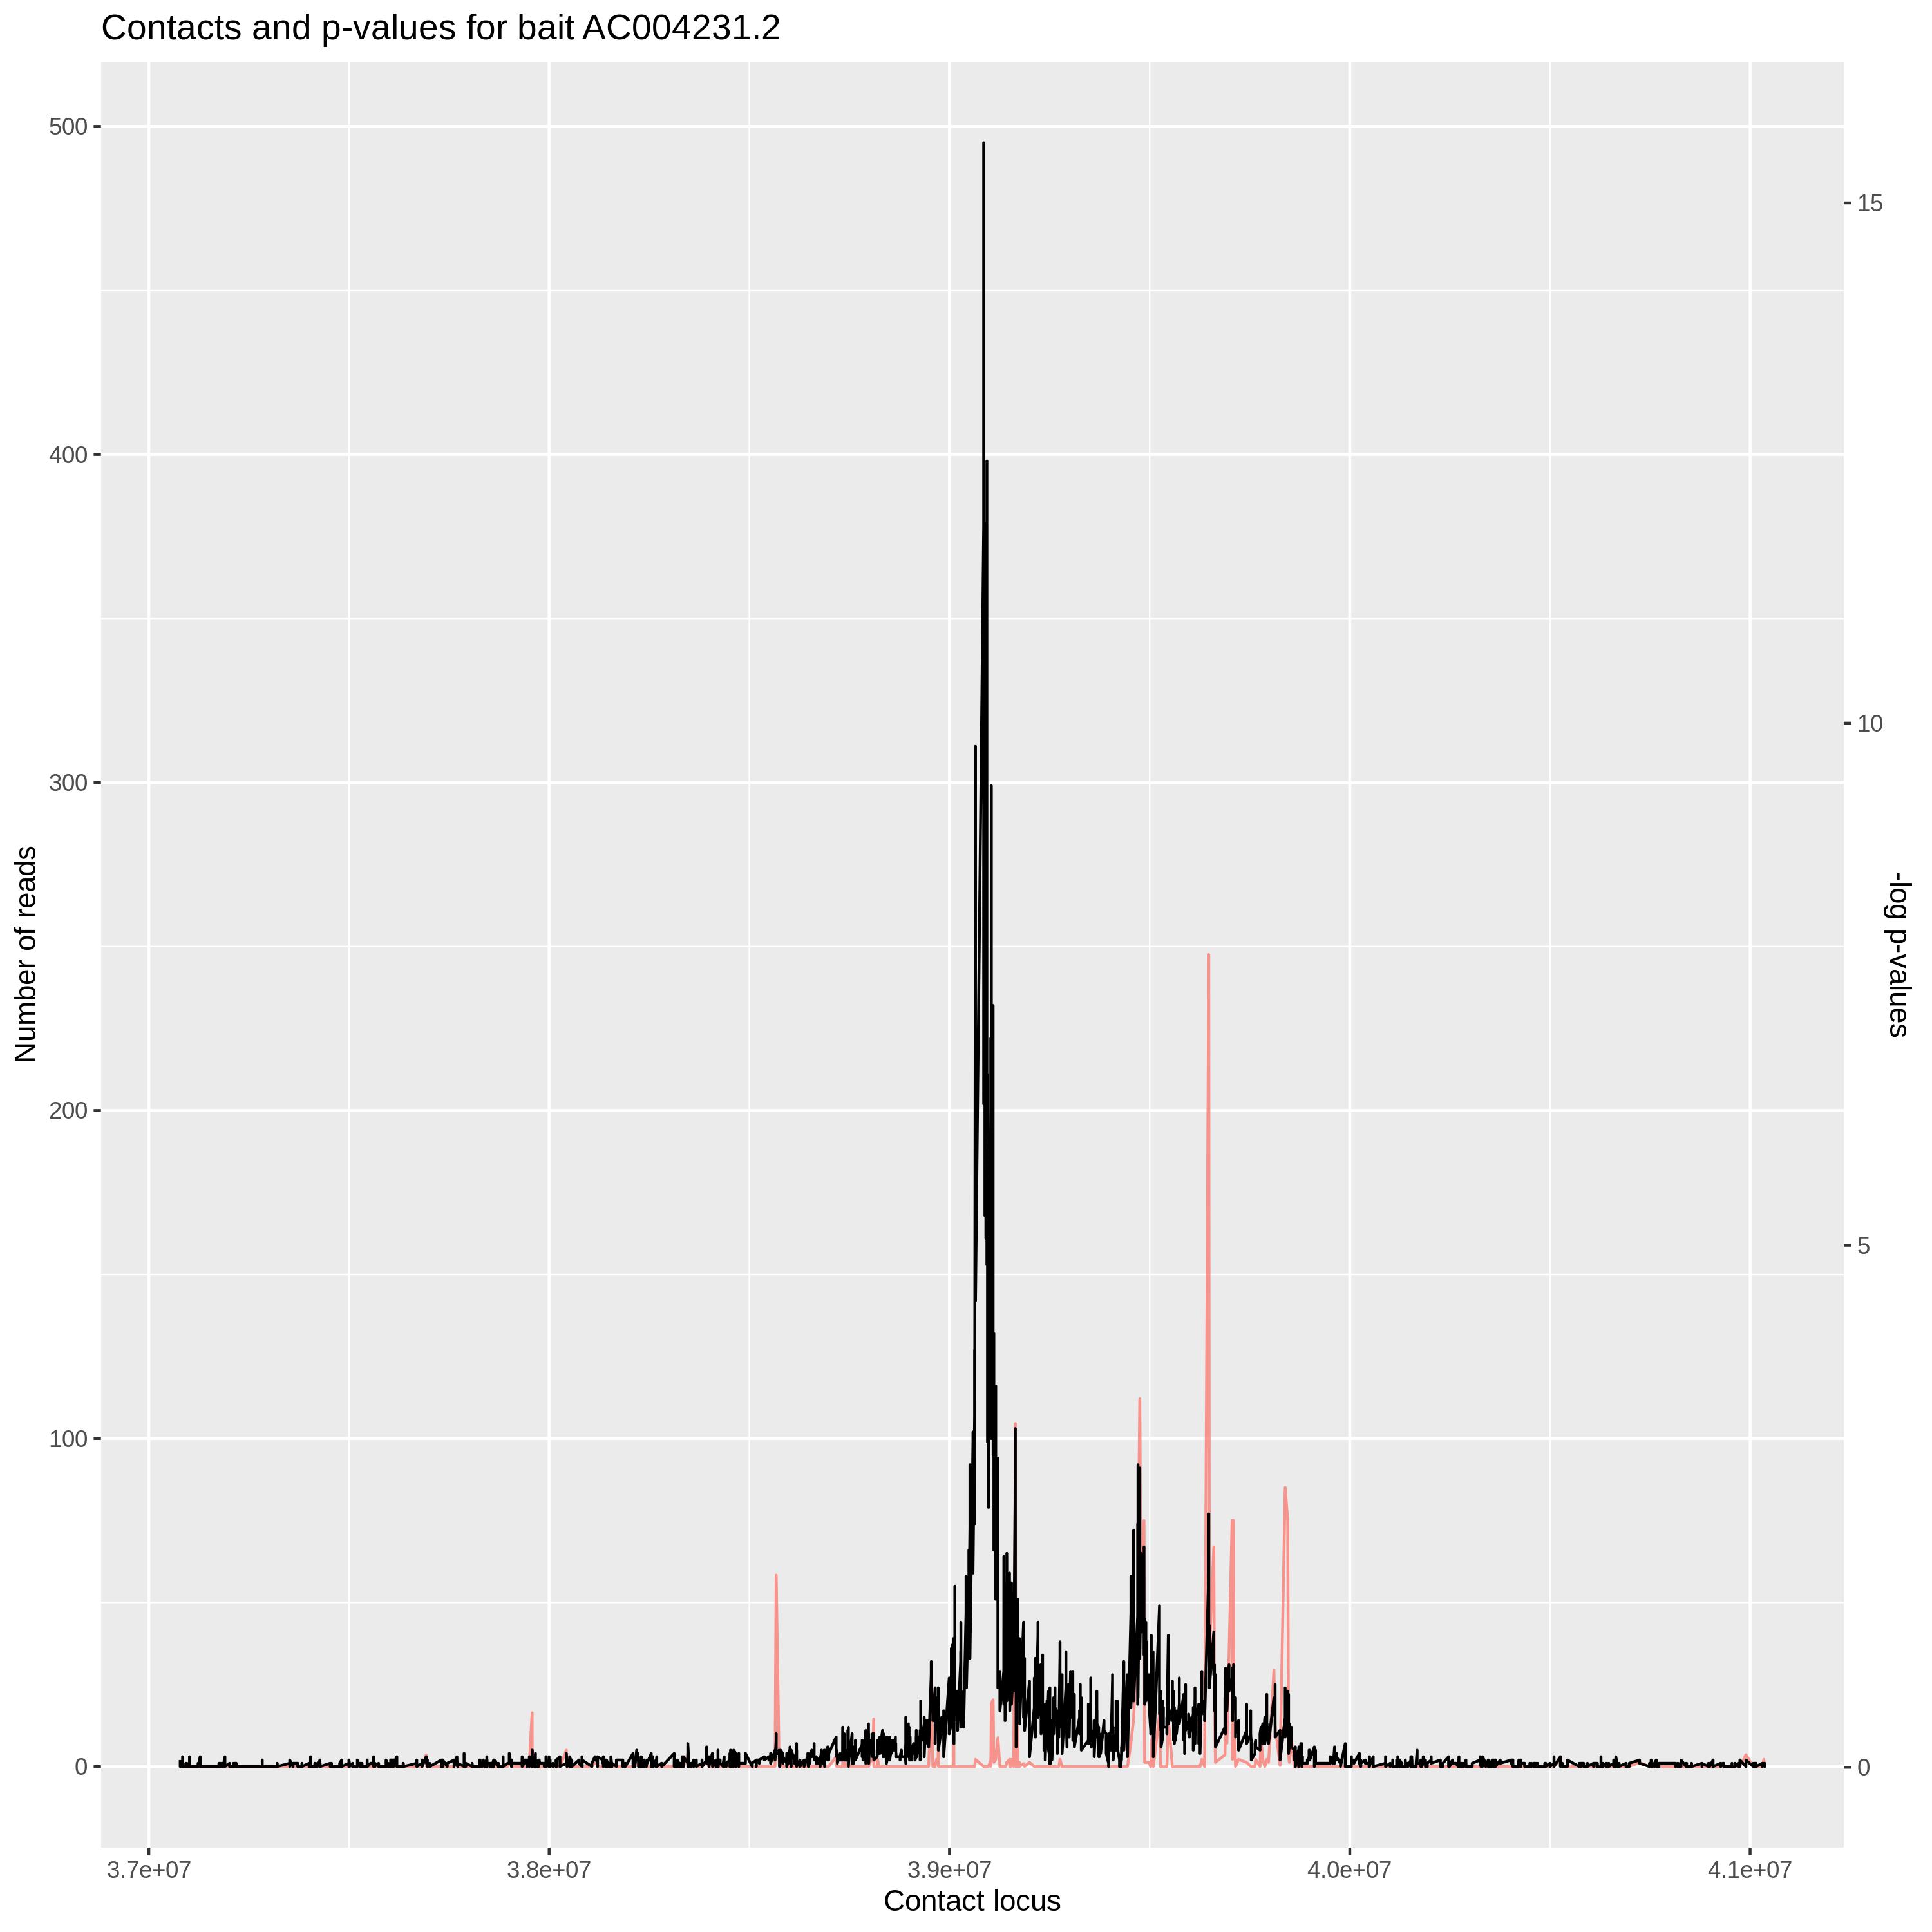 Contacts and p-values for bait AC004231.2
500
400
300
200
100
0
Number of reads
15
10
5
0
-log p-values
3.7e+07
3.8e+07
3.9e+07
4.0e+07
4.1e+07
Contact locus